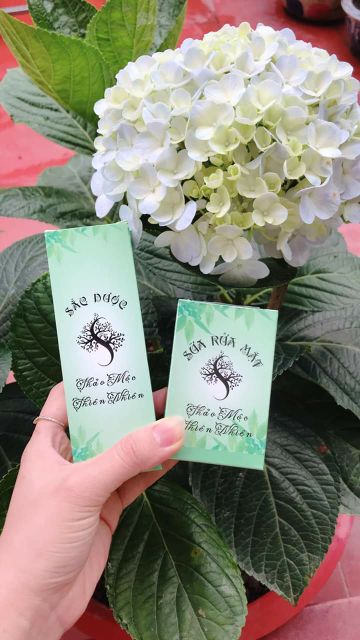 SẮC DƯỢC
Thảo Mộc
Thiên Nhiên
SỮA RỬA MẶT
Thảo Mộc
Thiên Nhiên